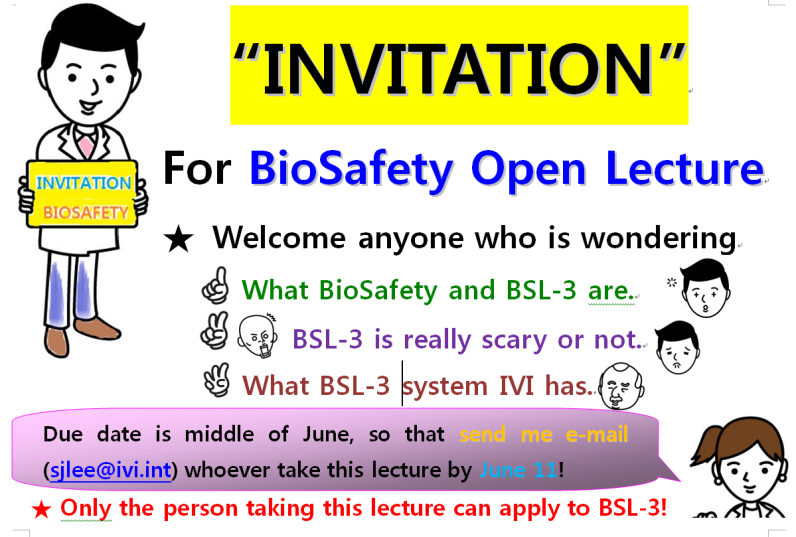 “INVITATION”
INVITATION
BIOSAFETY
For BioSafety Open Lecture
★ Welcome anyone who is wondering
What BioSafety and BSL-3 are.
BSL-3 is really scary or not.
What BSL-3 system IVI has.
Due date is middle of June, so that send me e-mail
(sjlee@ivi.int) whoever take this lecture by June 11!
★ Only the person taking this lecture can apply to BSL-3!